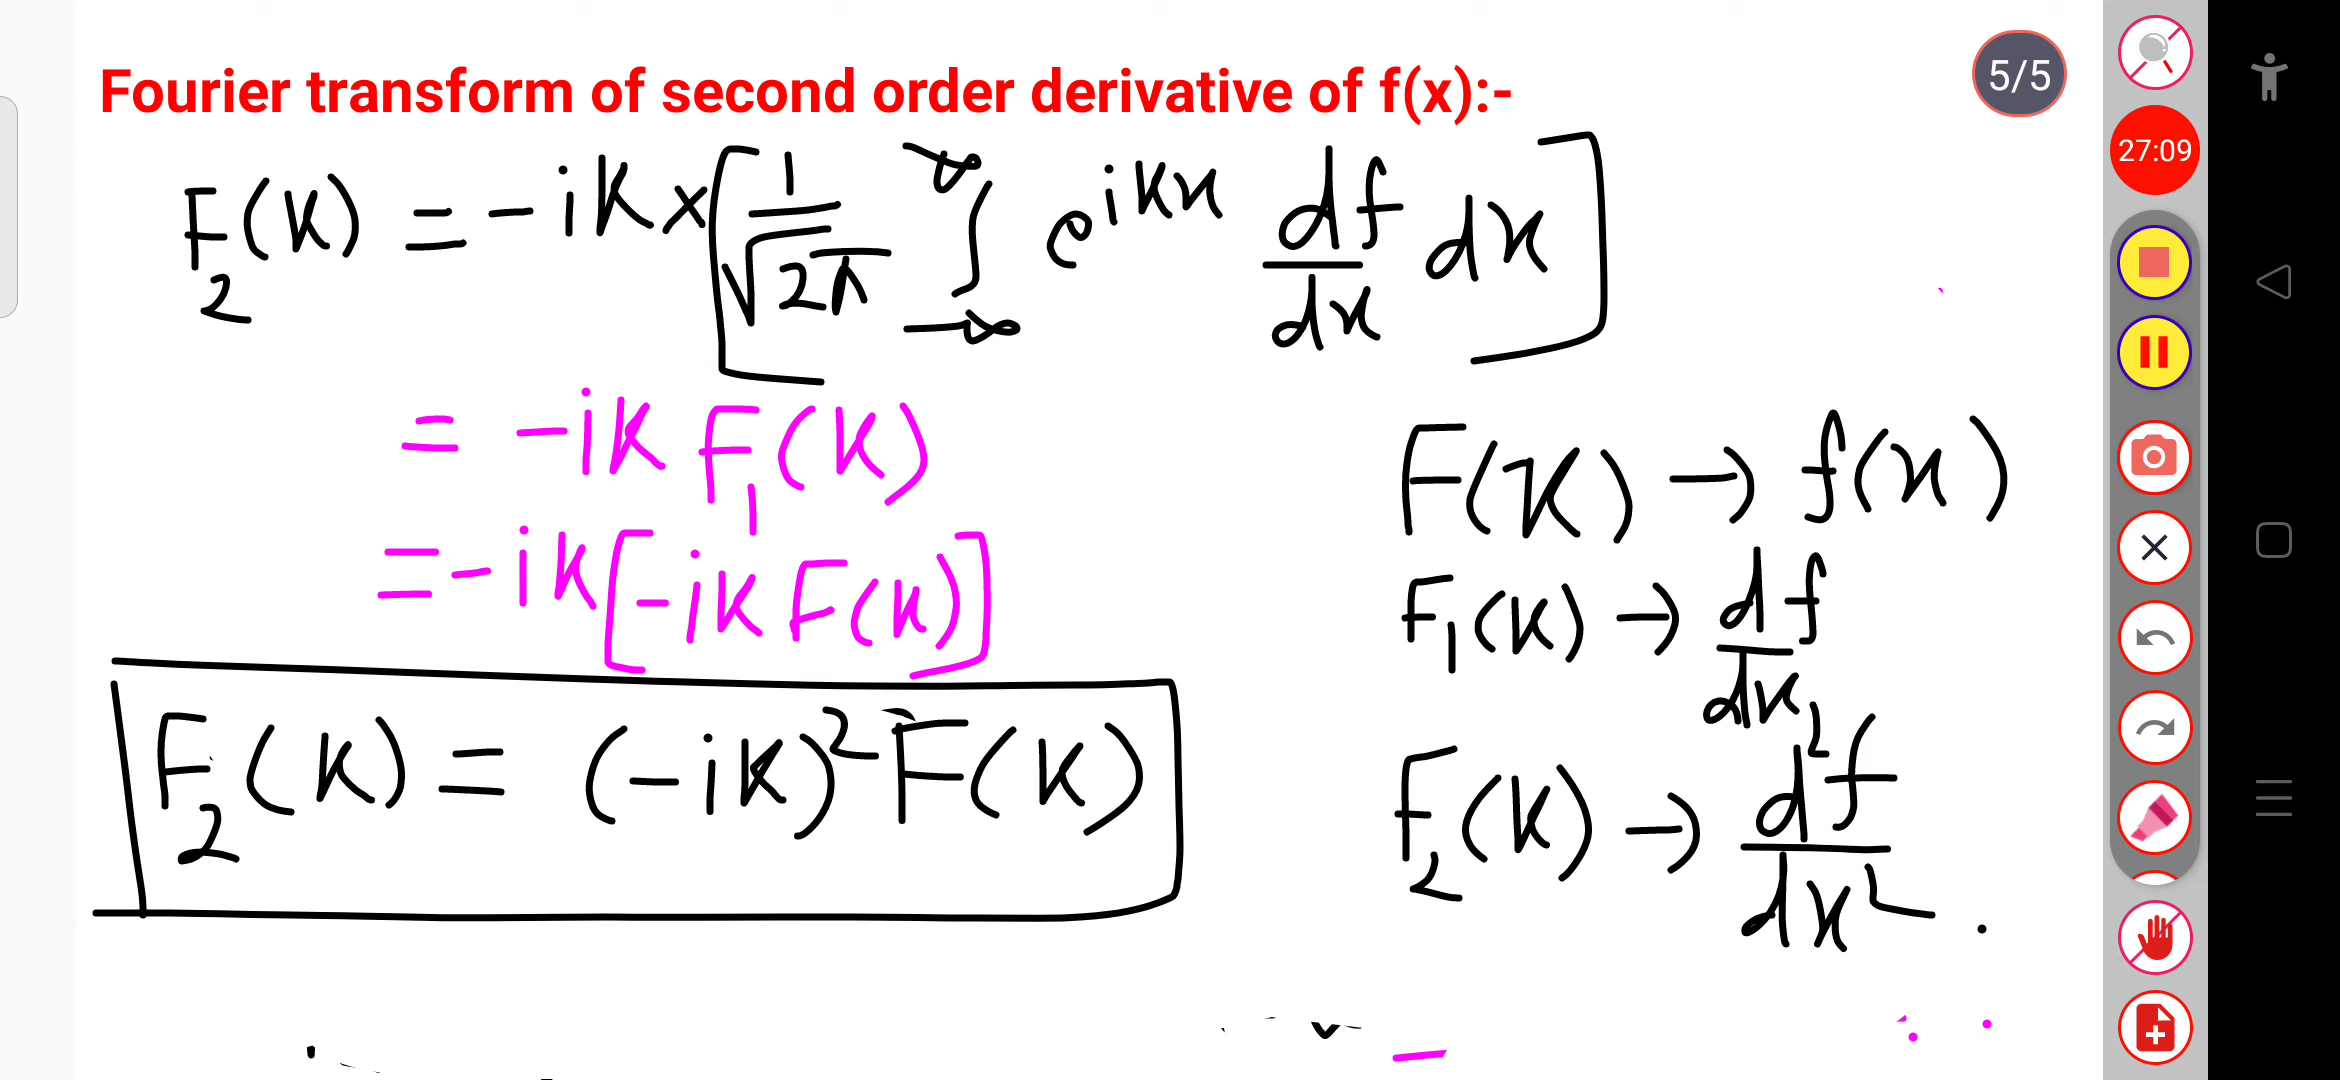 Fourier transform of second order derivative of f(x):-
5/5
27:09
F₂(k) = -ik x [1/√2π ∫_{-∞}^{∞} e^{ikx} df/dx dx]
= -ik F₁(k)
= -ik[-ik F(k)]
F₂(k) = (-ik)² F(k)
F(k) → f(x)
F₁(k) → df/dx
F₂(k) → d²f/dx².